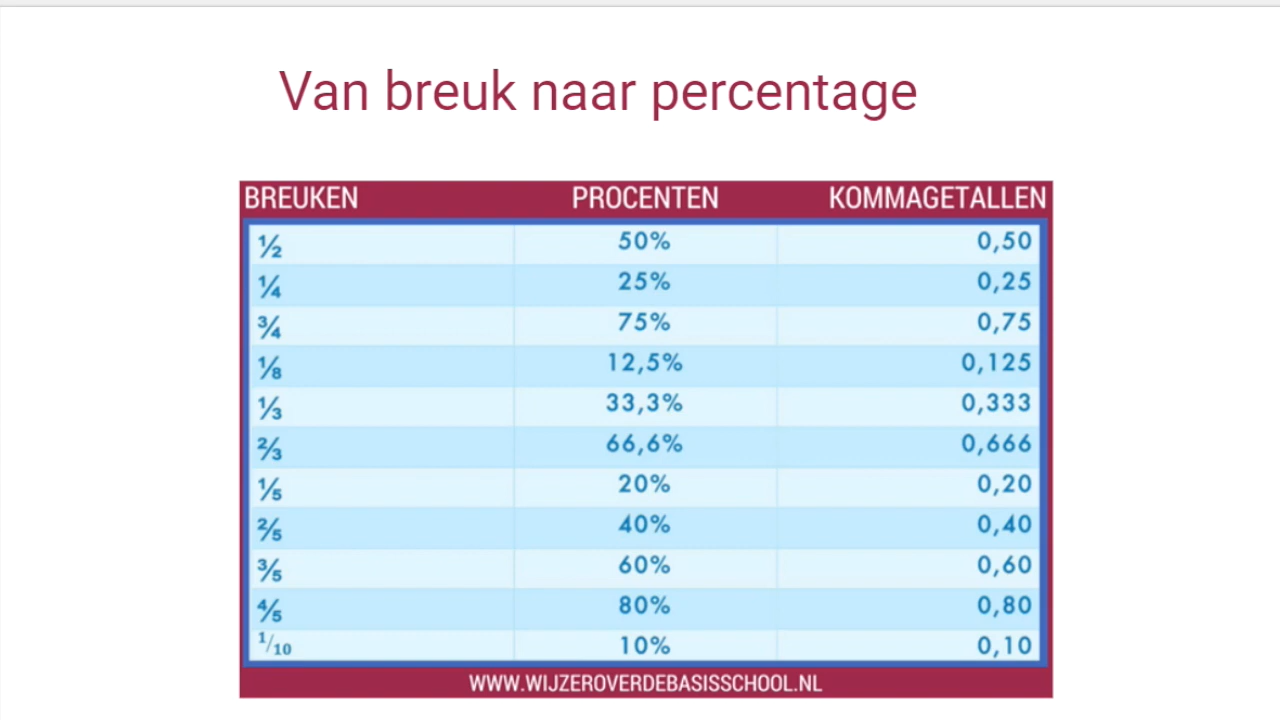 Van breuk naar percentage
BREUKEN PROCENTEN KOMMAGETALLEN
½ 50% 0,50
¼ 25% 0,25
¾ 75% 0,75
⅛ 12,5% 0,125
⅓ 33,3% 0,333
⅔ 66,6% 0,666
⅕ 20% 0,20
⅖ 40% 0,40
⅗ 60% 0,60
⅘ 80% 0,80
1/10 10% 0,10
WWW.WIJZEROVERDEBASISSCHOOL.NL